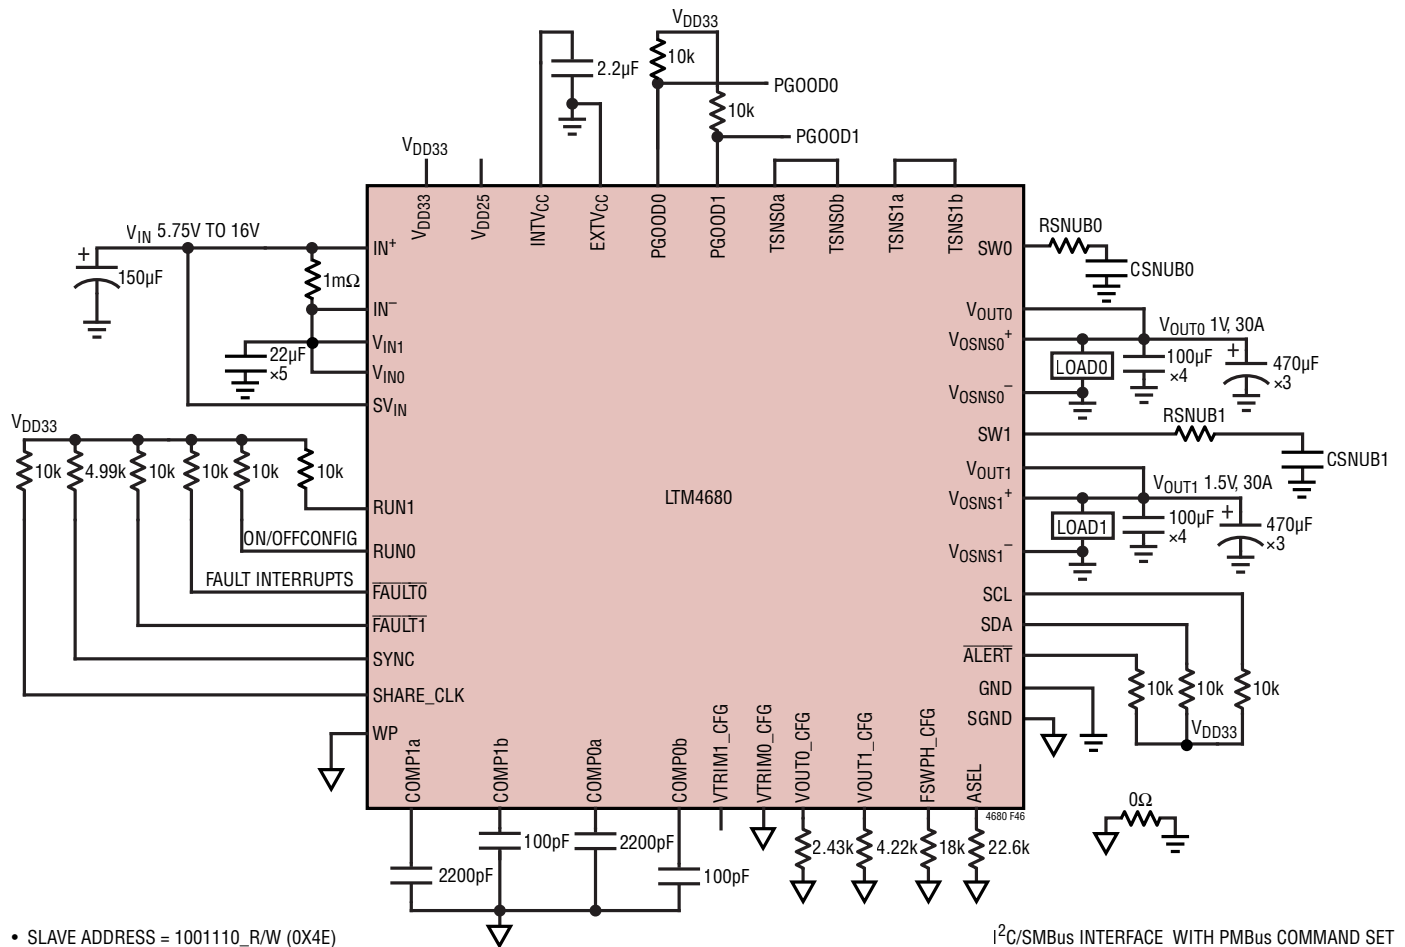 VDD33
10k
2.2µF
PGOOD0
10k
PGOOD1
VDD33
VDD33
VDD25
INTVCC
EXTVCC
PGOOD0
PGOOD1
TSNS0a
TSNS0b
TSNS1a
TSNS1b
VIN 5.75V TO 16V
+
150µF
1mΩ
22µF
×5
IN+
IN−
VIN1
VIN0
SVIN
VDD33
10k
4.99k
10k
10k
10k
10k
RUN1
ON/OFFCONFIG
RUN0
FAULT INTERRUPTS
FAULT0
FAULT1
SYNC
SHARE_CLK
WP
LTM4680
SW0
RSNUB0
CSNUB0
VOUT0
VOSNS0+
VOUT0 1V, 30A
LOAD0
100µF
×4
+
470µF
×3
VOSNS0−
RSNUB1
SW1
CSNUB1
VOUT1
VOSNS1+
VOUT1 1.5V, 30A
LOAD1
100µF
×4
+
470µF
×3
VOSNS1−
SCL
SDA
ALERT
GND
SGND
10k
10k
10k
VDD33
COMP1a
COMP1b
COMP0a
COMP0b
VTRIM1_CFG
VTRIM0_CFG
VOUT0_CFG
VOUT1_CFG
FSWPH_CFG
ASEL
4680 F46
0Ω
2200pF
100pF
2200pF
100pF
2.43k
4.22k
18k
22.6k
• SLAVE ADDRESS = 1001110_R/W (0X4E)
I2C/SMBus INTERFACE WITH PMBus COMMAND SET